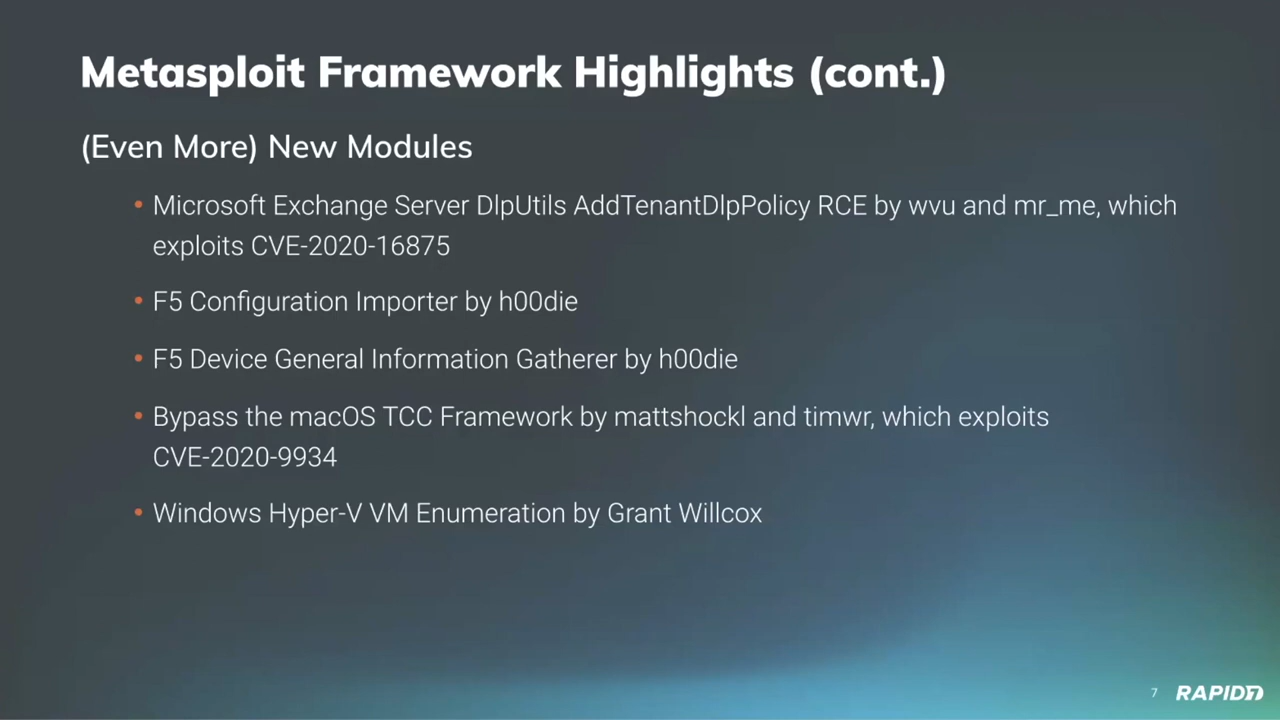 Metasploit Framework Highlights (cont.)
(Even More) New Modules
• Microsoft Exchange Server DlpUtils AddTenantDlpPolicy RCE by wvu and mr_me, which
exploits CVE-2020-16875
• F5 Configuration Importer by h00die
• F5 Device General Information Gatherer by h00die
• Bypass the macOS TCC Framework by mattshockl and timwr, which exploits
CVE-2020-9934
• Windows Hyper-V VM Enumeration by Grant Willcox
7 RAPID7